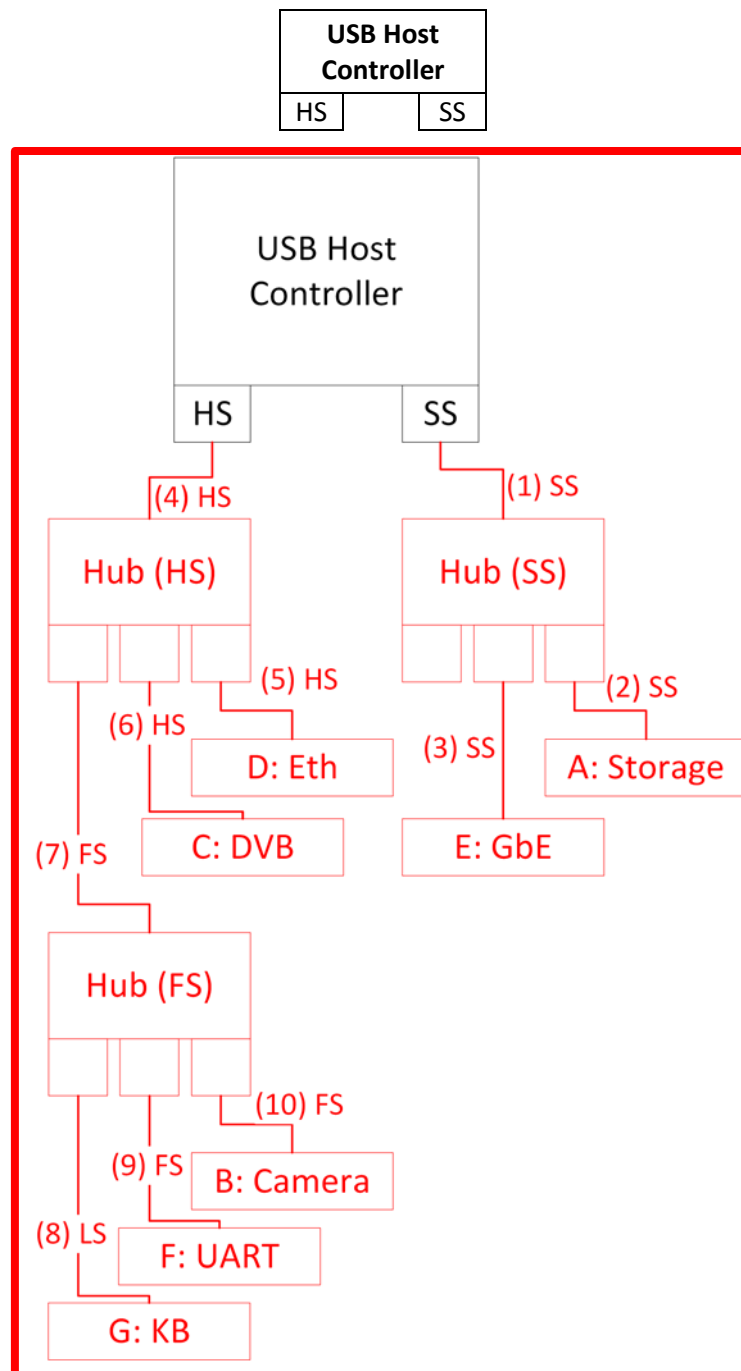 USB Host
Controller
HS
SS
USB Host
Controller
HS
SS
(4) HS
(1) SS
Hub (HS)
Hub (SS)
(5) HS
(2) SS
(6) HS
(3) SS
D: Eth
A: Storage
C: DVB
E: GbE
(7) FS
Hub (FS)
(10) FS
(9) FS
B: Camera
(8) LS
F: UART
G: KB